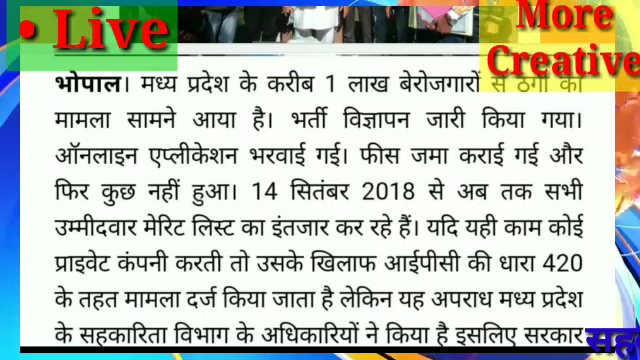 • Live
More
Creative
भोपाल। मध्य प्रदेश के करीब 1 लाख बेरोजगारों से ठगी का
मामला सामने आया है। भर्ती विज्ञापन जारी किया गया।
ऑनलाइन एप्लीकेशन भरवाई गई। फीस जमा कराई गई और
फिर कुछ नहीं हुआ। 14 सितंबर 2018 से अब तक सभी
उम्मीदवार मेरिट लिस्ट का इंतजार कर रहे हैं। यदि यही काम कोई
प्राइवेट कंपनी करती तो उसके खिलाफ आईपीसी की धारा 420
के तहत मामला दर्ज किया जाता है लेकिन यह अपराध मध्य प्रदेश
के सहकारिता विभाग के अधिकारियों ने किया है इसलिए सरकार
सह